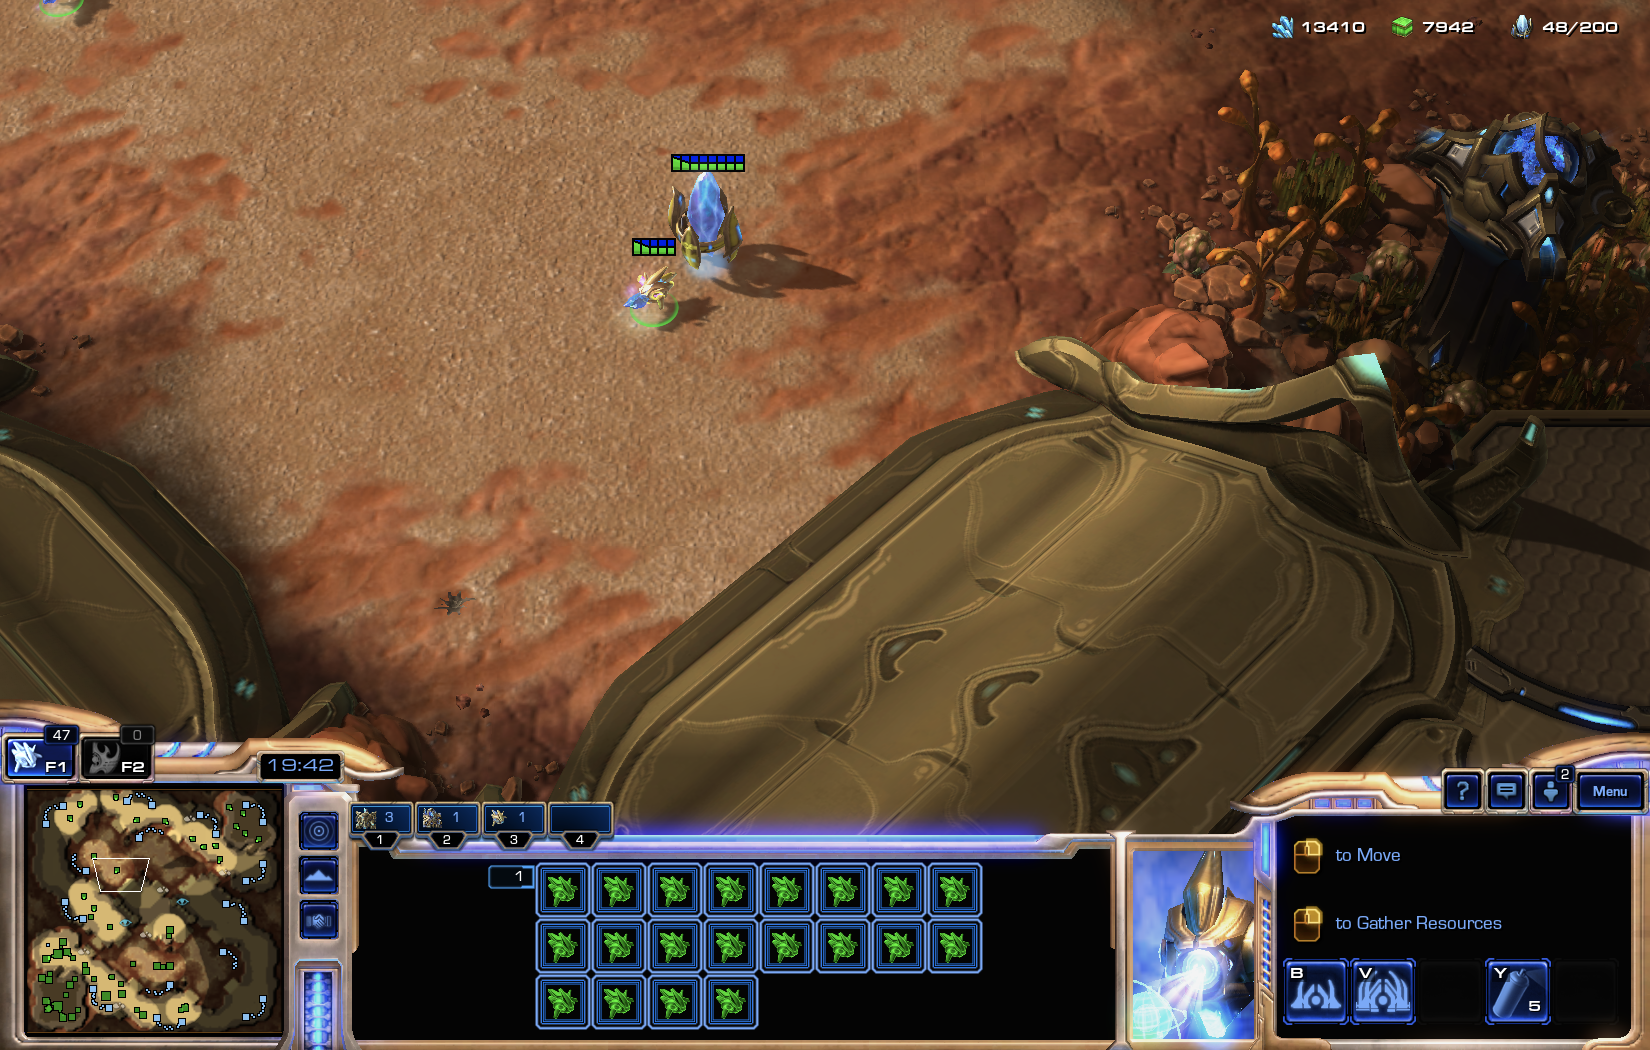 13410 7942 48/200
47 0
F1 F2
19:42
2
? Menu
3 1 1
1 2 3 4
1
to Move
to Gather Resources
B V Y
5